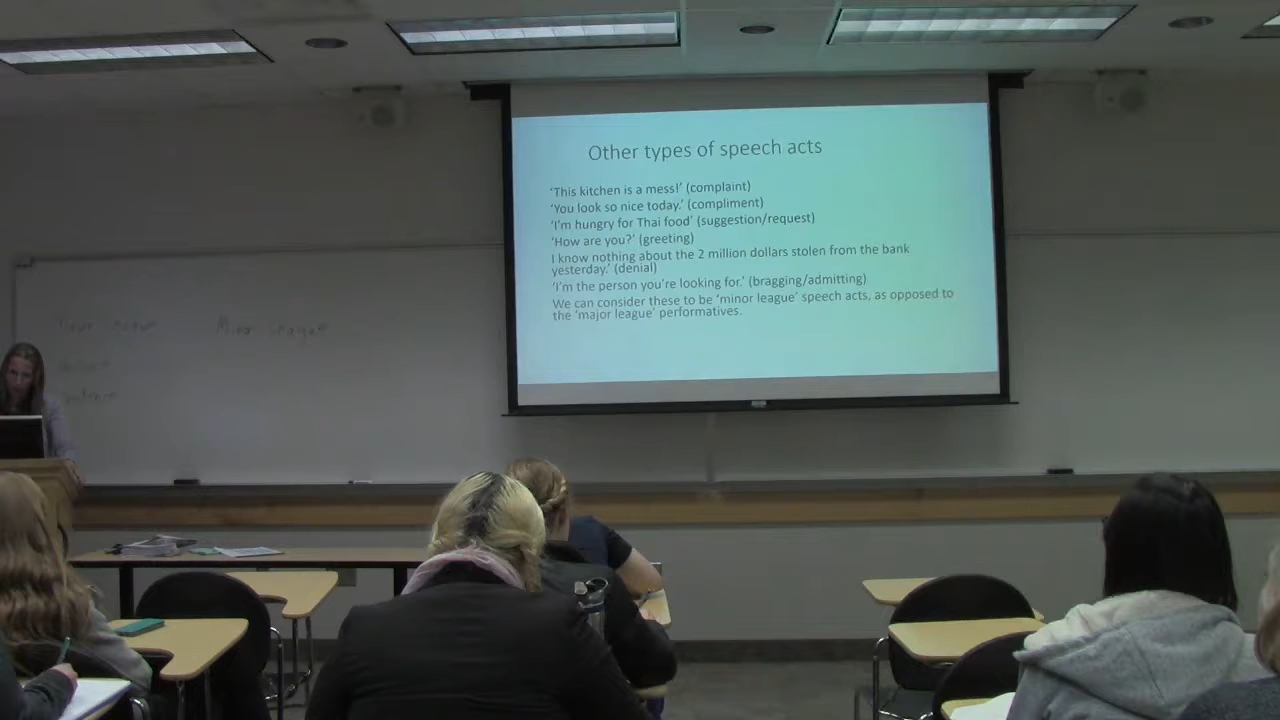 Other types of speech acts
‘This kitchen is a mess!’ (complaint)
‘You look so nice today.’ (compliment)
‘I’m hungry for Thai food’ (suggestion/request)
‘How are you?’ (greeting)
I know nothing about the 2 million dollars stolen from the bank
yesterday.’ (denial)
‘I’m the person you’re looking for.’ (bragging/admitting)
We can consider these to be ‘minor league’ speech acts, as opposed to
the ‘major league’ performatives.